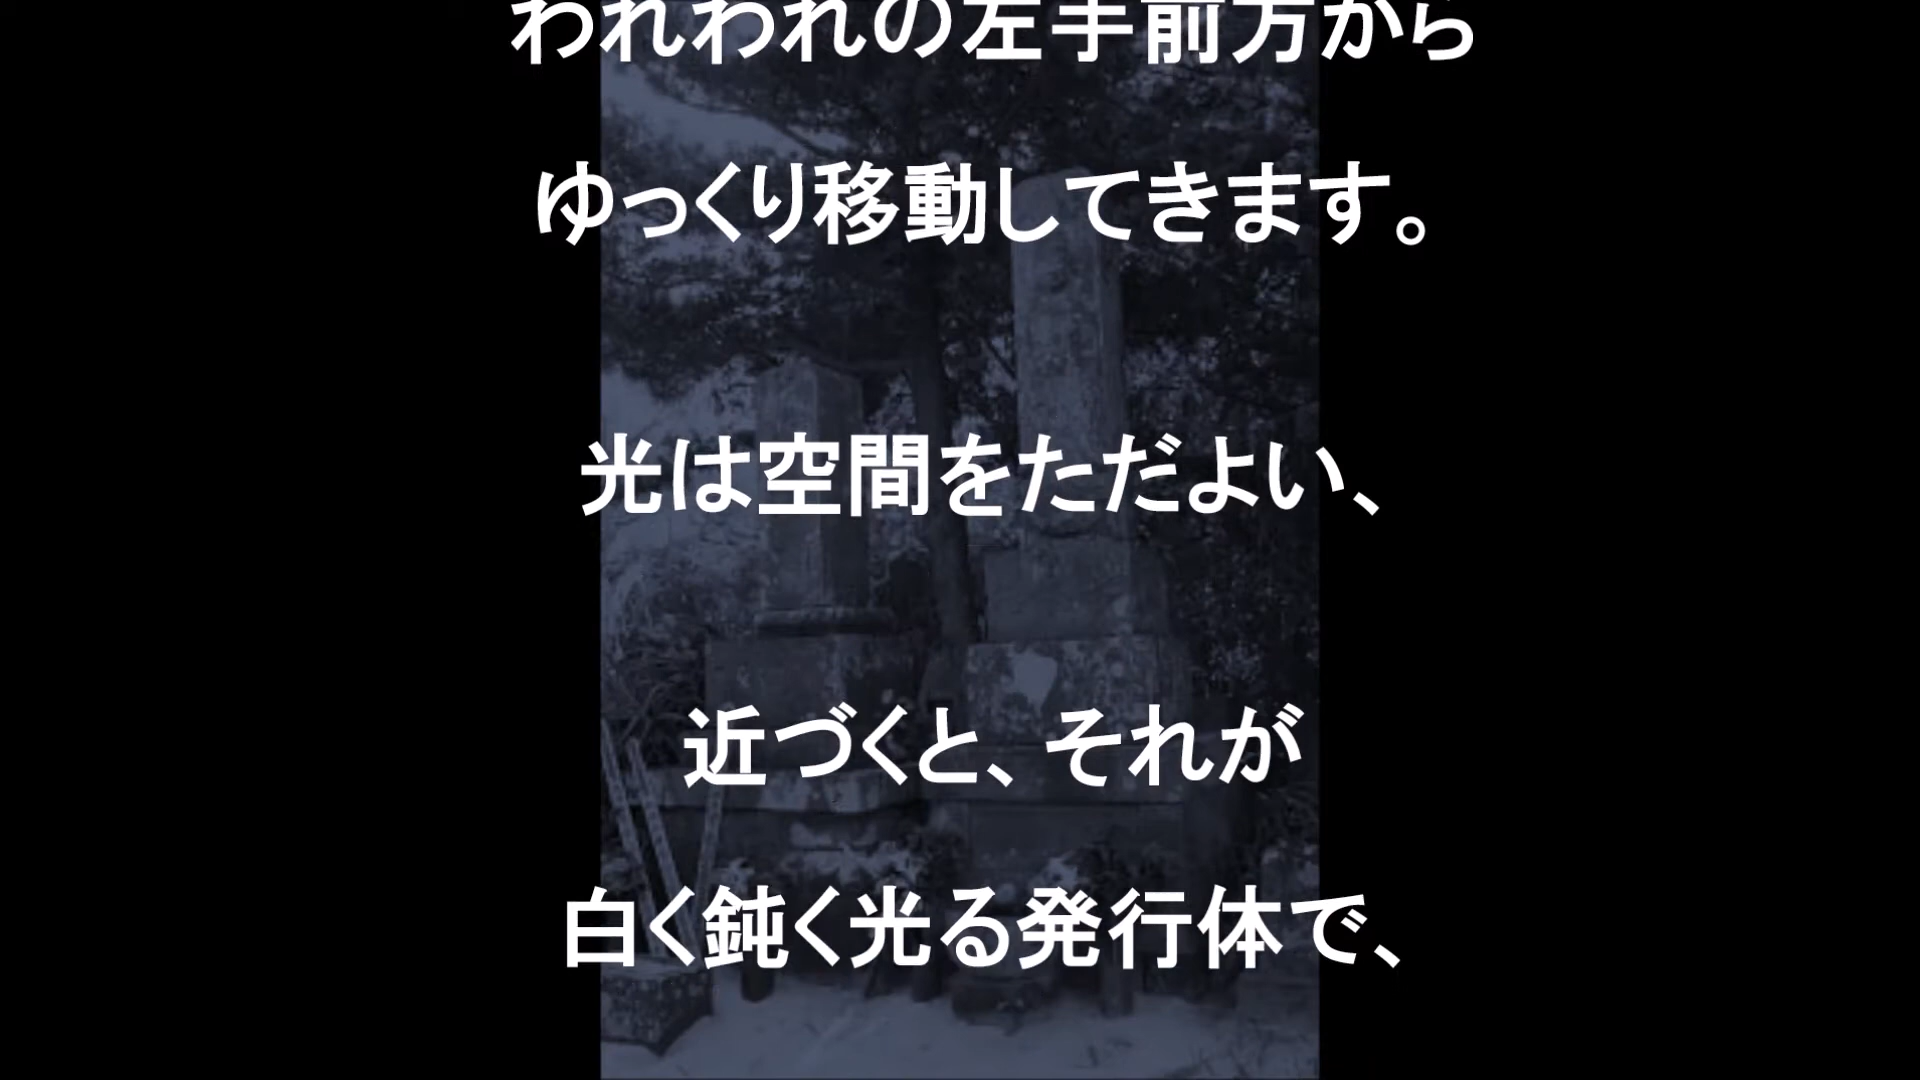 われわれの左手前方から
ゆっくり移動してきます。
光は空間をただよい、
近づくと、それが
白く鈍く光る発行体で、